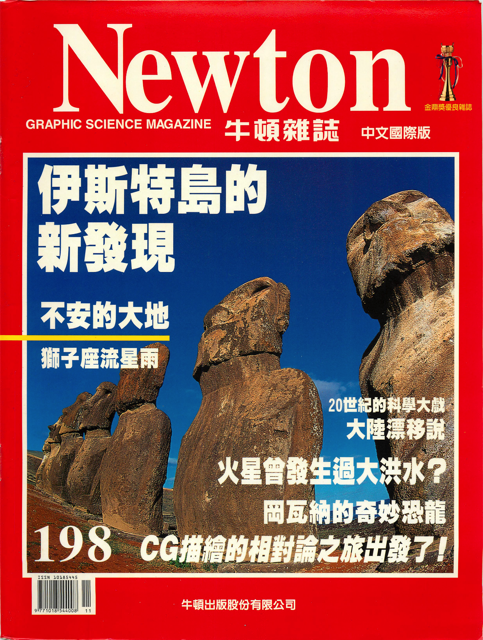 Newton
GRAPHIC SCIENCE MAGAZINE
牛頓雜誌
中文國際版
金鼎獎優良雜誌
伊斯特島的
新發現
不安的大地
獅子座流星雨
20世紀的科學大戲
大陸漂移說
火星曾發生過大洪水？
岡瓦納的奇妙恐龍
CG描繪的相對論之旅出發了！
198
ISSN 10185445
9 771018 544008
11
牛頓出版股份有限公司